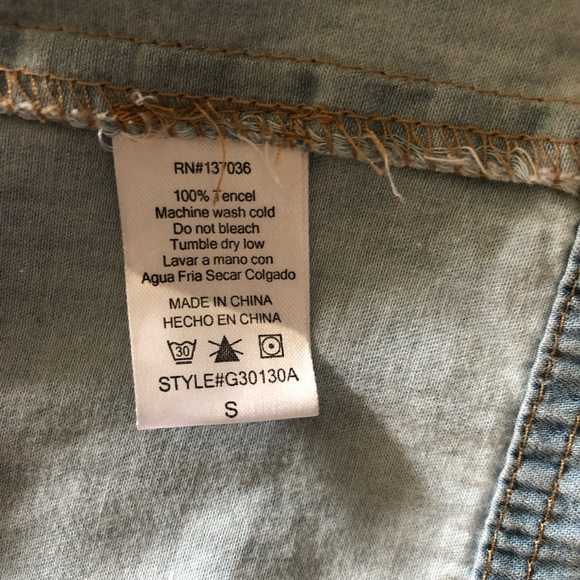 RN#137036
100% Tencel
Machine wash cold
Do not bleach
Tumble dry low
Lavar a mano con
Agua Fria Secar Colgado
MADE IN CHINA
HECHO EN CHINA
30
STYLE#G30130A
S